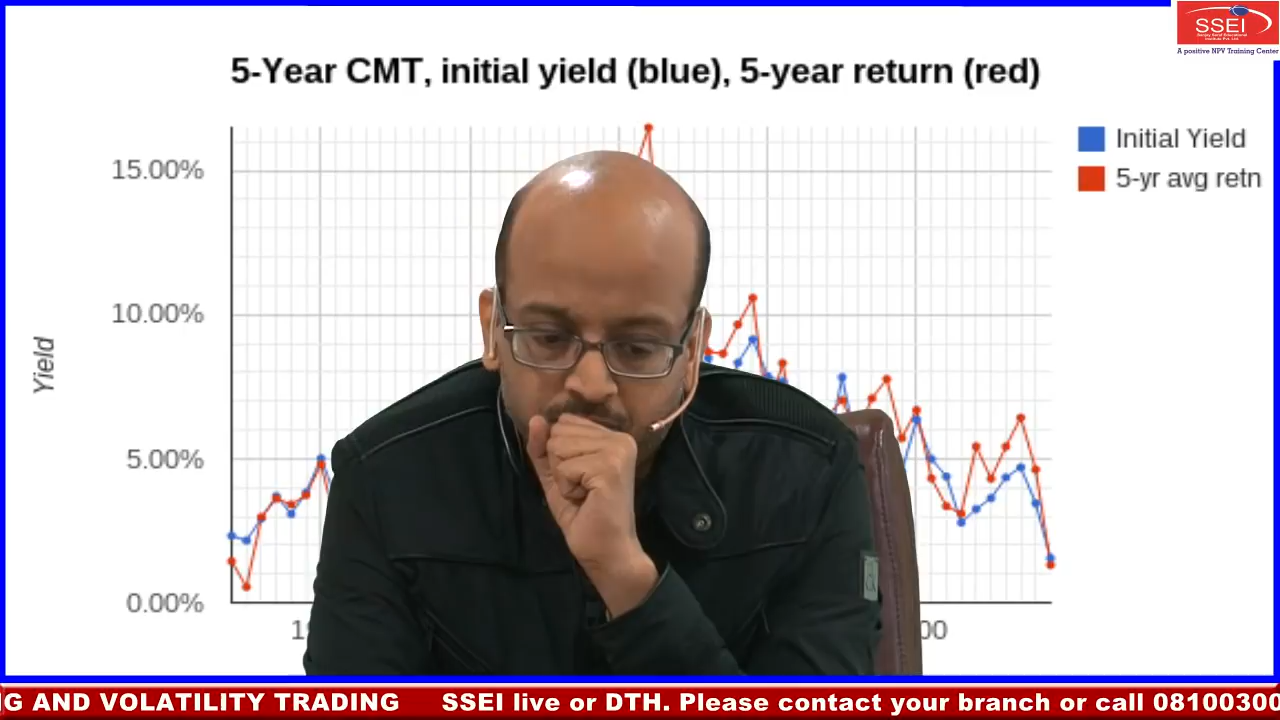 SSEI
A positive NPV Training Center
5-Year CMT, initial yield (blue), 5-year return (red)
Initial Yield
5-yr avg retn
15.00%
10.00%
Yield
5.00%
0.00%
G AND VOLATILITY TRADING SSEI live or DTH. Please contact your branch or call 08100300